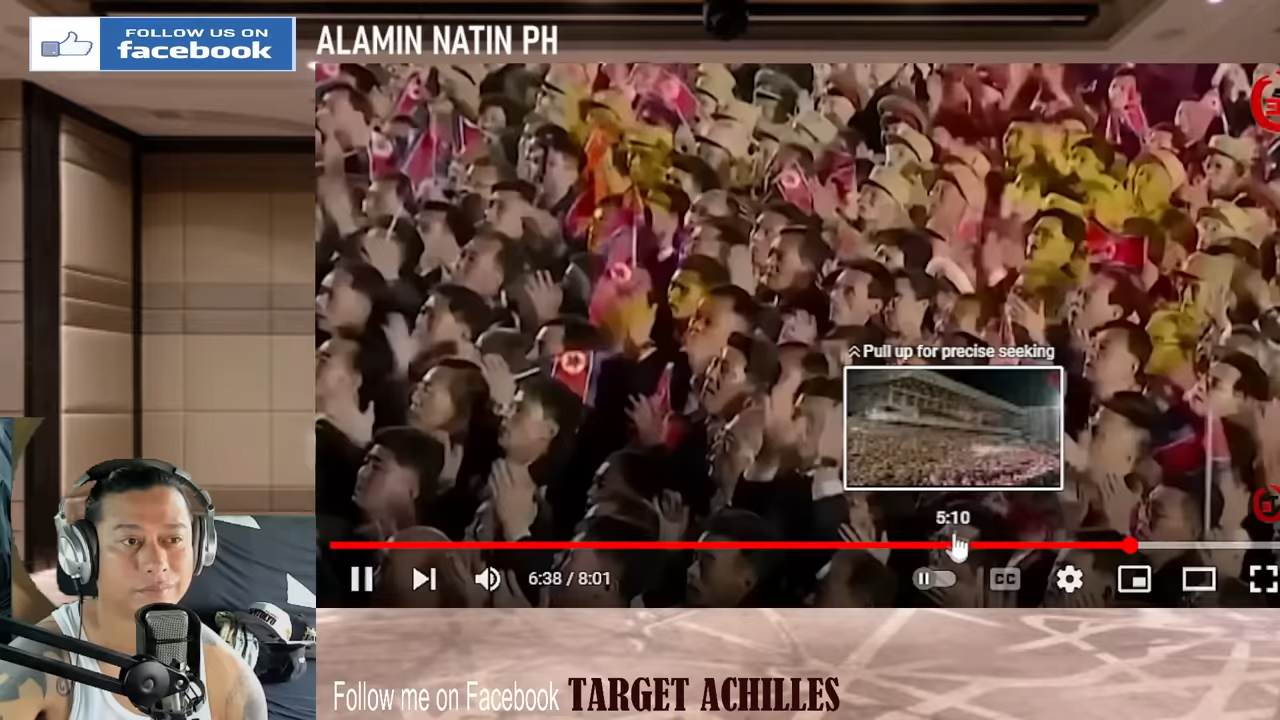 FOLLOW US ON
facebook
ALAMIN NATIN PH
Pull up for precise seeking
5:10
6:38 / 8:01
CC
Follow me on Facebook TARGET ACHILLES